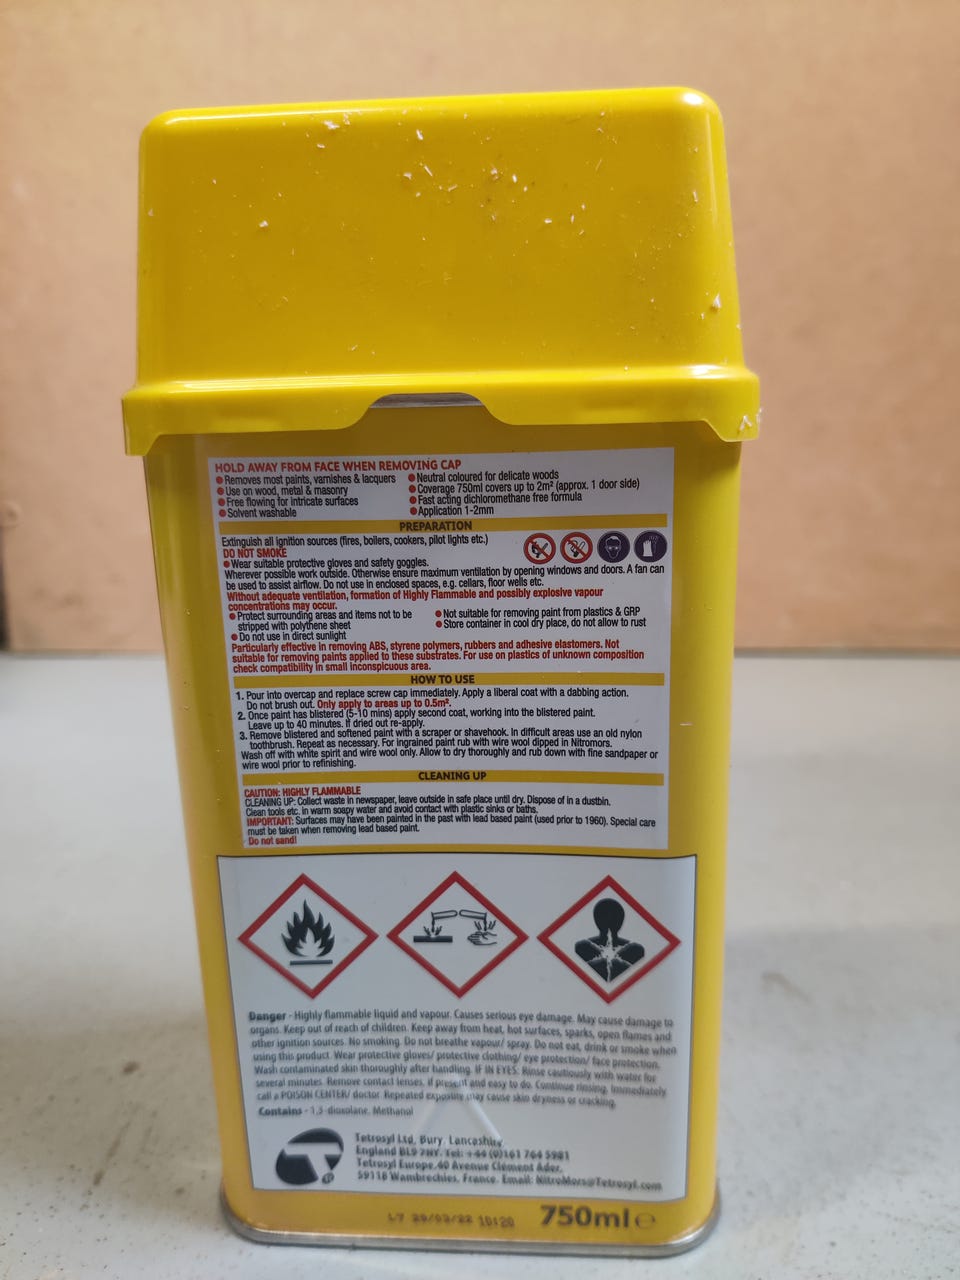 HOLD AWAY FROM FACE WHEN REMOVING CAP
Removes most paints, varnishes & lacquers
Use on wood, metal & masonry
Free flowing for intricate surfaces
Solvent washable
Neutral coloured for delicate woods
Coverage 750ml covers up to 2m² (approx. 1 door side)
Fast acting dichloromethane free formula
Application 1-2mm
PREPARATION
Extinguish all ignition sources (fires, boilers, cookers, pilot lights etc.)
DO NOT SMOKE
Wear suitable protective gloves and safety goggles.
Wherever possible work outside. Otherwise ensure maximum ventilation by opening windows and doors. A fan can
be used to assist airflow. Do not use in enclosed spaces, e.g. cellars, floor wells etc.
Without adequate ventilation, formation of Highly Flammable and possibly explosive vapour
concentrations may occur.
Protect surrounding areas and items not to be
stripped with polythene sheet
Do not use in direct sunlight
Not suitable for removing paint from plastics & GRP
Store container in cool dry place, do not allow to rust
Particularly effective in removing ABS, styrene polymers, rubbers and adhesive elastomers. Not
suitable for removing paints applied to these substrates. For use on plastics of unknown composition
check compatibility in small inconspicuous area.
HOW TO USE
1. Pour into overcap and replace screw cap immediately. Apply a liberal coat with a dabbing action.
Do not brush out. Only apply to areas up to 0.5m².
2. Once paint has blistered (5-10 mins) apply second coat, working into the blistered paint.
Leave up to 40 minutes. If dried out re-apply.
3. Remove blistered and softened paint with a scraper or shavehook. In difficult areas use an old nylon
toothbrush. Repeat as necessary. For ingrained paint rub with wire wool dipped in Nitromors.
Wash off with white spirit and wire wool only. Allow to dry thoroughly and rub down with fine sandpaper or
wire wool prior to refinishing.
CLEANING UP
CAUTION: HIGHLY FLAMMABLE
CLEANING UP: Collect waste in newspaper, leave outside in safe place until dry. Dispose of in a dustbin.
Clean tools etc. in warm soapy water and avoid contact with plastic sinks or baths.
IMPORTANT: Surfaces may have been painted in the past with lead based paint (used prior to 1960). Special care
must be taken when removing lead based paint.
Do not sand!
Danger - Highly flammable liquid and vapour. Causes serious eye damage. May cause damage to
organs. Keep out of reach of children. Keep away from heat, hot surfaces, sparks, open flames and
other ignition sources. No smoking. Do not breathe vapour/ spray. Do not eat, drink or smoke when
using this product. Wear protective gloves/ protective clothing/ eye protection/ face protection.
Wash contaminated skin thoroughly after handling. IF IN EYES: Rinse cautiously with water for
several minutes. Remove contact lenses, if present and easy to do. Continue rinsing. Immediately
call a POISON CENTER/ doctor. Repeated exposure may cause skin dryness or cracking.
Contains - 1,3-dioxolane, Methanol
Tetrosyl Ltd, Bury, Lancashire,
England BL9 7NY. Tel: +44 (0)161 764 5981
Tetrosyl Europe, 40 Avenue Clément Ader,
59118 Wambrechies, France. Email: NitroMors@Tetrosyl.com
L7 29/03/22 10:20
750ml e